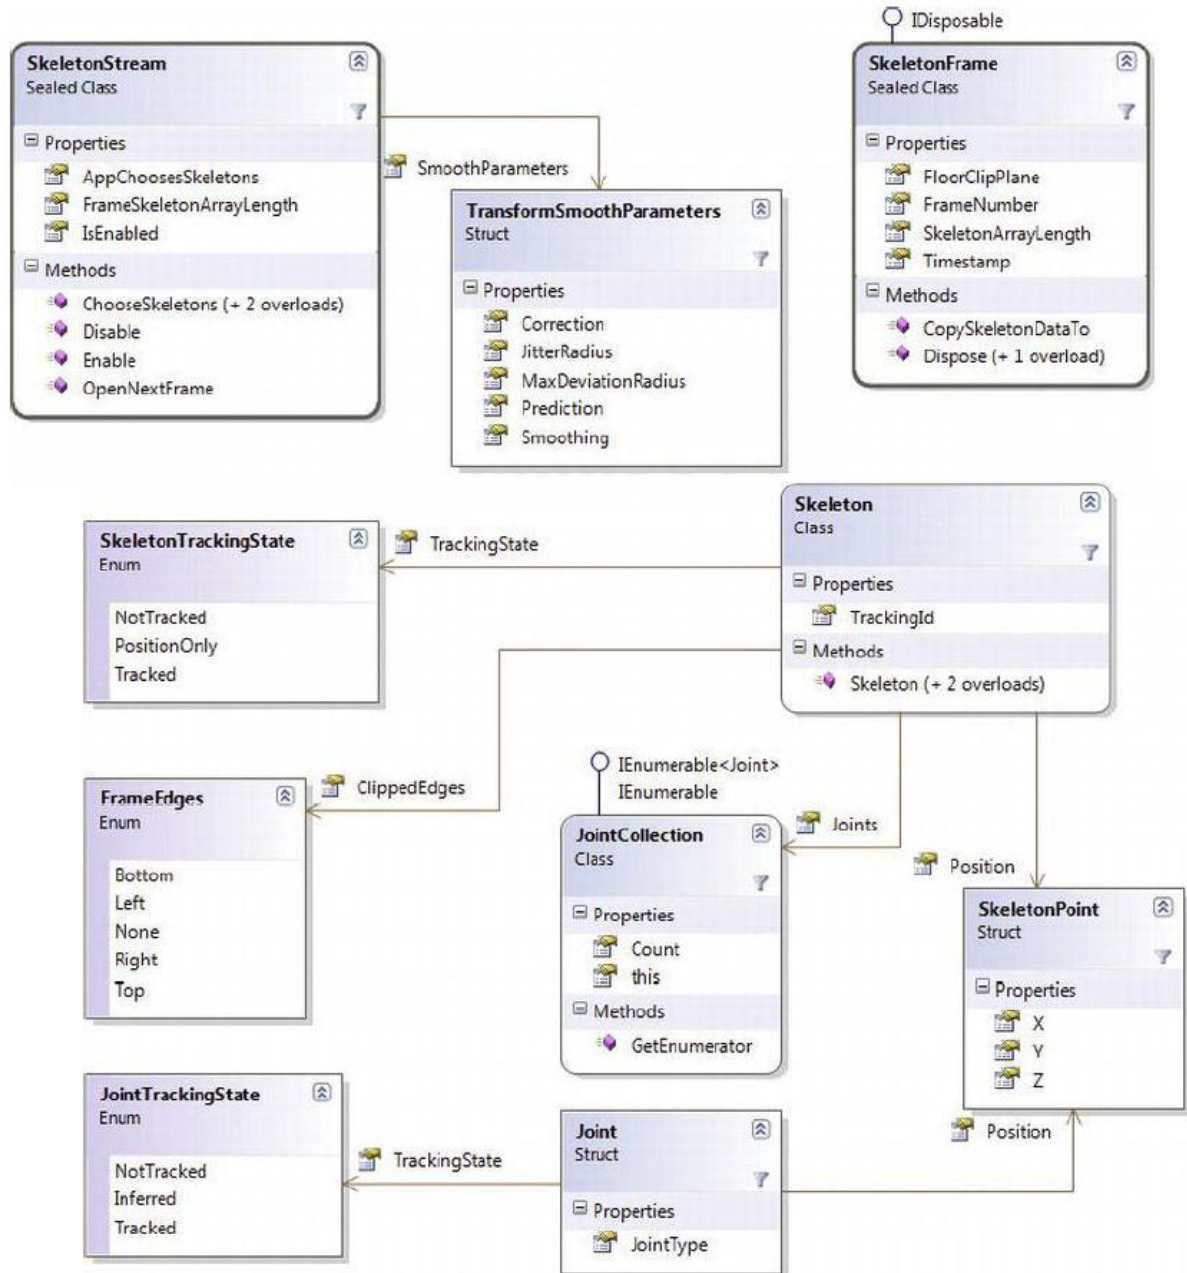 SkeletonStream
Sealed Class
Properties
AppChoosesSkeletons
FrameSkeletonArrayLength
IsEnabled
Methods
ChooseSkeletons (+ 2 overloads)
Disable
Enable
OpenNextFrame
SmoothParameters
TransformSmoothParameters
Struct
Properties
Correction
JitterRadius
MaxDeviationRadius
Prediction
Smoothing
IDisposable
SkeletonFrame
Sealed Class
Properties
FloorClipPlane
FrameNumber
SkeletonArrayLength
Timestamp
Methods
CopySkeletonDataTo
Dispose (+ 1 overload)
Skeleton
Class
Properties
TrackingId
Methods
Skeleton (+ 2 overloads)
TrackingState
SkeletonTrackingState
Enum
NotTracked
PositionOnly
Tracked
ClippedEdges
FrameEdges
Enum
Bottom
Left
None
Right
Top
IEnumerable<Joint>
IEnumerable
JointCollection
Class
Properties
Count
this
Methods
GetEnumerator
Joints
Position
SkeletonPoint
Struct
Properties
X
Y
Z
JointTrackingState
Enum
NotTracked
Inferred
Tracked
TrackingState
Joint
Struct
Properties
JointType
Position